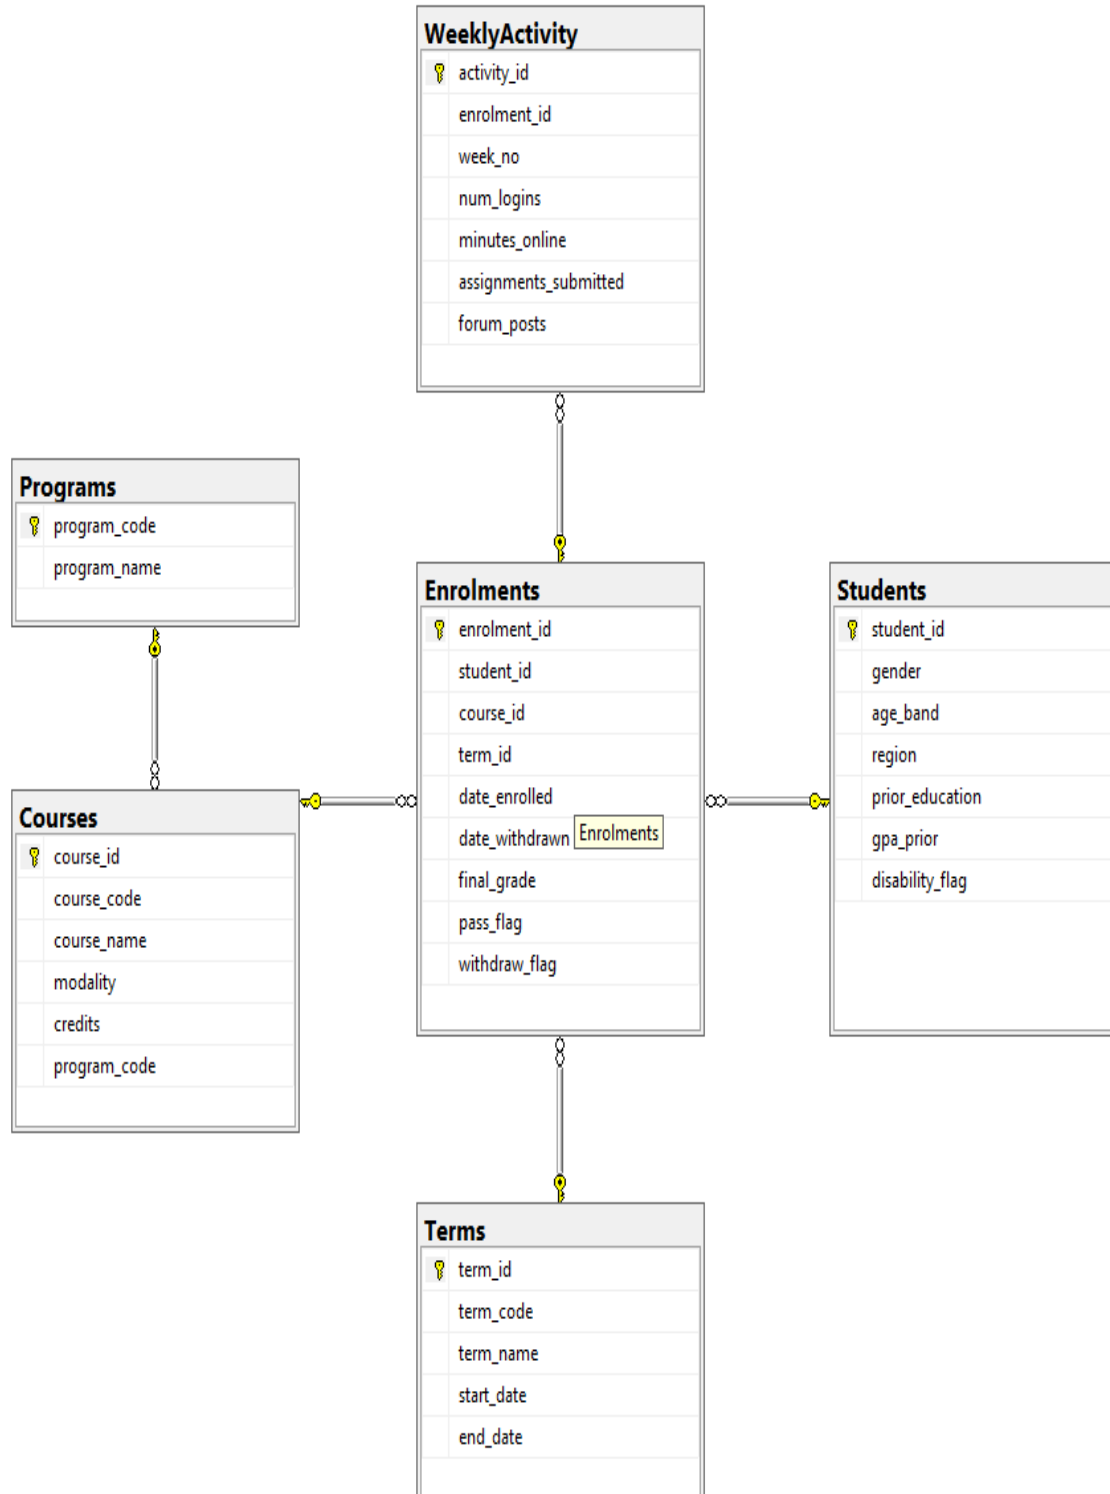 WeeklyActivity
activity_id
enrolment_id
week_no
num_logins
minutes_online
assignments_submitted
forum_posts
Programs
program_code
program_name
Enrolments
enrolment_id
student_id
course_id
term_id
date_enrolled
date_withdrawn
final_grade
pass_flag
withdraw_flag
Enrolments
Students
student_id
gender
age_band
region
prior_education
gpa_prior
disability_flag
Courses
course_id
course_code
course_name
modality
credits
program_code
Terms
term_id
term_code
term_name
start_date
end_date